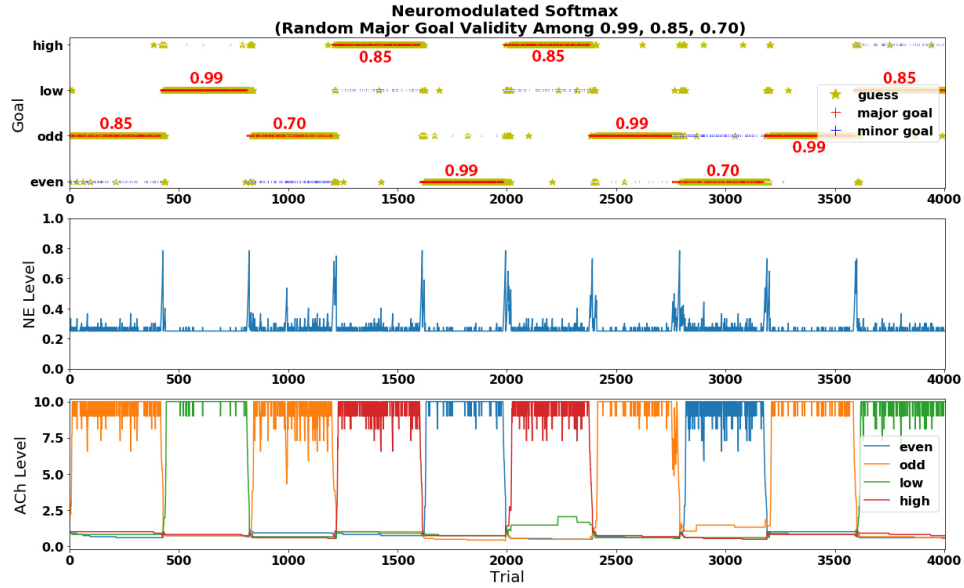 Neuromodulated Softmax
(Random Major Goal Validity Among 0.99, 0.85, 0.70)
Goal
high
low
odd
even
0.85
0.99
0.70
0.85
0.99
0.85
0.99
0.70
0.99
0.85
guess
major goal
minor goal
0 500 1000 1500 2000 2500 3000 3500 4000
NE Level
1.0
0.8
0.6
0.4
0.2
0.0
0 500 1000 1500 2000 2500 3000 3500 4000
ACh Level
10.0
7.5
5.0
2.5
0.0
even
odd
low
high
0 500 1000 1500 2000 2500 3000 3500 4000
Trial